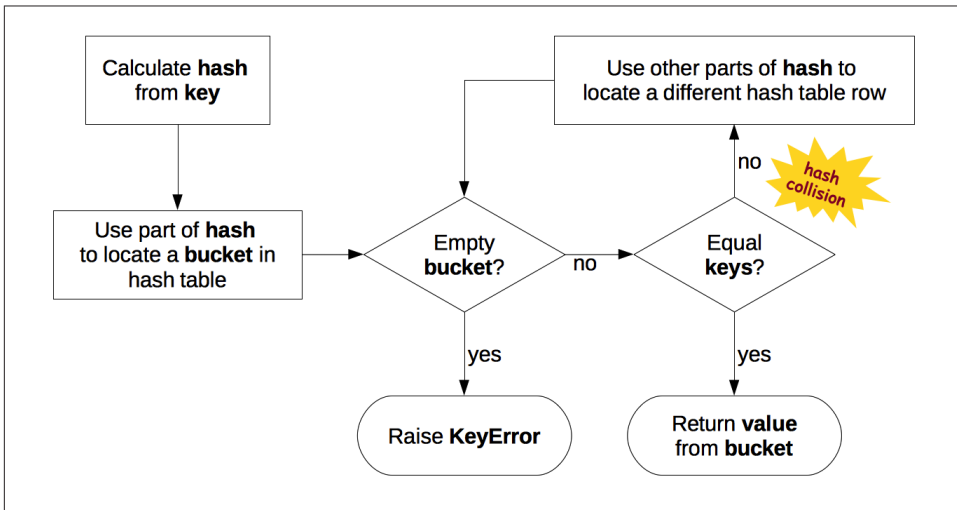 Calculate hash
from key
Use part of hash
to locate a bucket in
hash table
Empty
bucket?
yes
Raise KeyError
no
Equal
keys?
yes
Return value
from bucket
no
hash
collision
Use other parts of hash to
locate a different hash table row